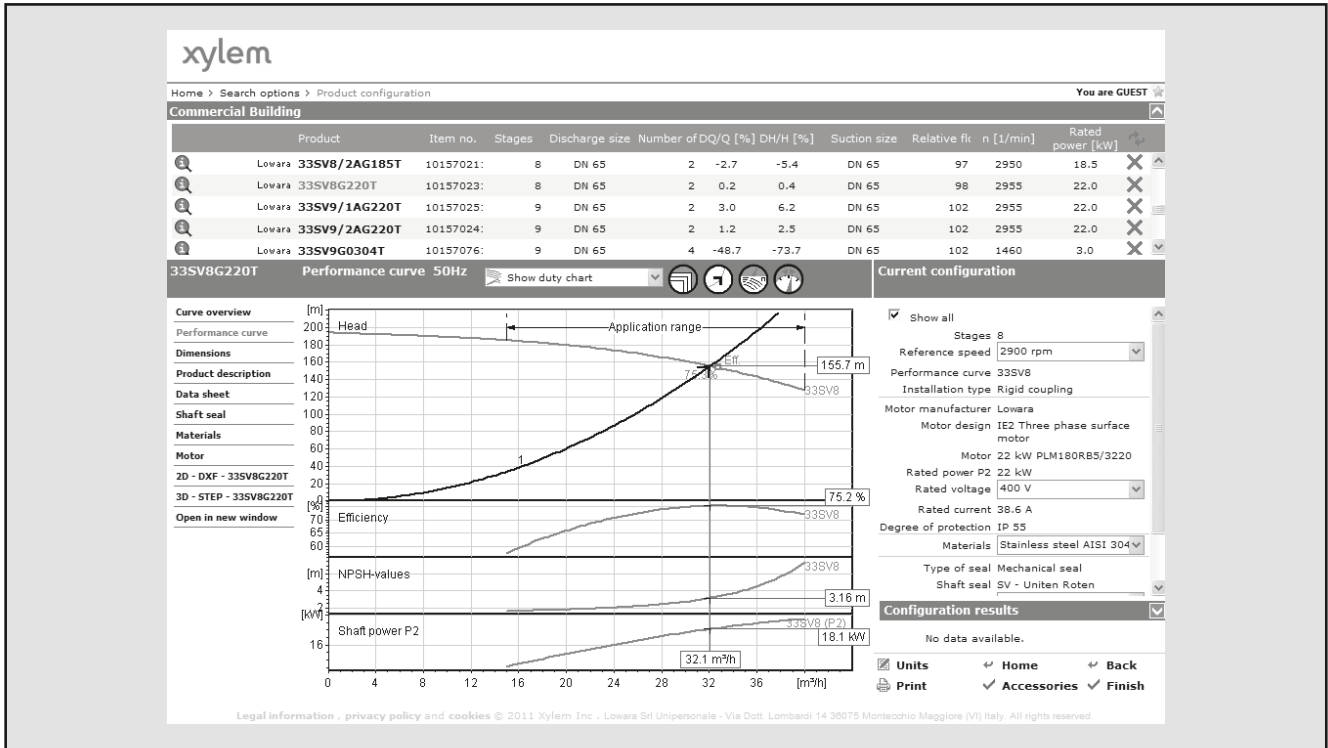 xylem
Home > Search options > Product configuration You are GUEST
Commercial Building
Product Item no. Stages Discharge size Number of DQ/Q [%] DH/H [%] Suction size Relative flc n [1/min] Rated power [kW]
Lowara 33SV8/2AG185T 10157021: 8 DN 65 2 -2.7 -5.4 DN 65 97 2950 18.5
Lowara 33SV8G220T 10157023: 8 DN 65 2 0.2 0.4 DN 65 98 2955 22.0
Lowara 33SV9/1AG220T 10157025: 9 DN 65 2 3.0 6.2 DN 65 102 2955 22.0
Lowara 33SV9/2AG220T 10157024: 9 DN 65 2 1.2 2.5 DN 65 102 2955 22.0
Lowara 33SV9G0304T 10157076: 9 DN 65 4 -48.7 -73.7 DN 65 102 1460 3.0
33SV8G220T Performance curve 50Hz Show duty chart
Curve overview
Performance curve
Dimensions
Product description
Data sheet
Shaft seal
Materials
Motor
2D - DXF - 33SV8G220T
3D - STEP - 33SV8G220T
Open in new window
[m]
200 Head Application range
180
160 Eff. 155.7 m
140
120 33SV8
100
80
60
1
40
20
0
75.2 %
[%]
70 Efficiency 33SV8
65
60
[m] NPSH-values 33SV8
4
3.16 m
2
[kW]
Shaft power P2 33SV8 (P2)
18.1 kW
16
32.1 m³/h
0 4 8 12 16 20 24 28 32 36 [m³/h]
Current configuration
Show all
Stages 8
Reference speed 2900 rpm
Performance curve 33SV8
Installation type Rigid coupling
Motor manufacturer Lowara
Motor design IE2 Three phase surface
motor
Motor 22 kW PLM180RB5/3220
Rated power P2 22 kW
Rated voltage 400 V
Rated current 38.6 A
Degree of protection IP 55
Materials Stainless steel AISI 304
Type of seal Mechanical seal
Shaft seal SV - Uniten Roten
Configuration results
No data available.
Units Home Back
Print Accessories Finish
Legal information , privacy policy and cookies © 2011 Xylem Inc . Lowara Srl Unipersonale - Via Dott. Lombardi 14 36075 Montecchio Maggiore (VI) Italy. All rights reserved.